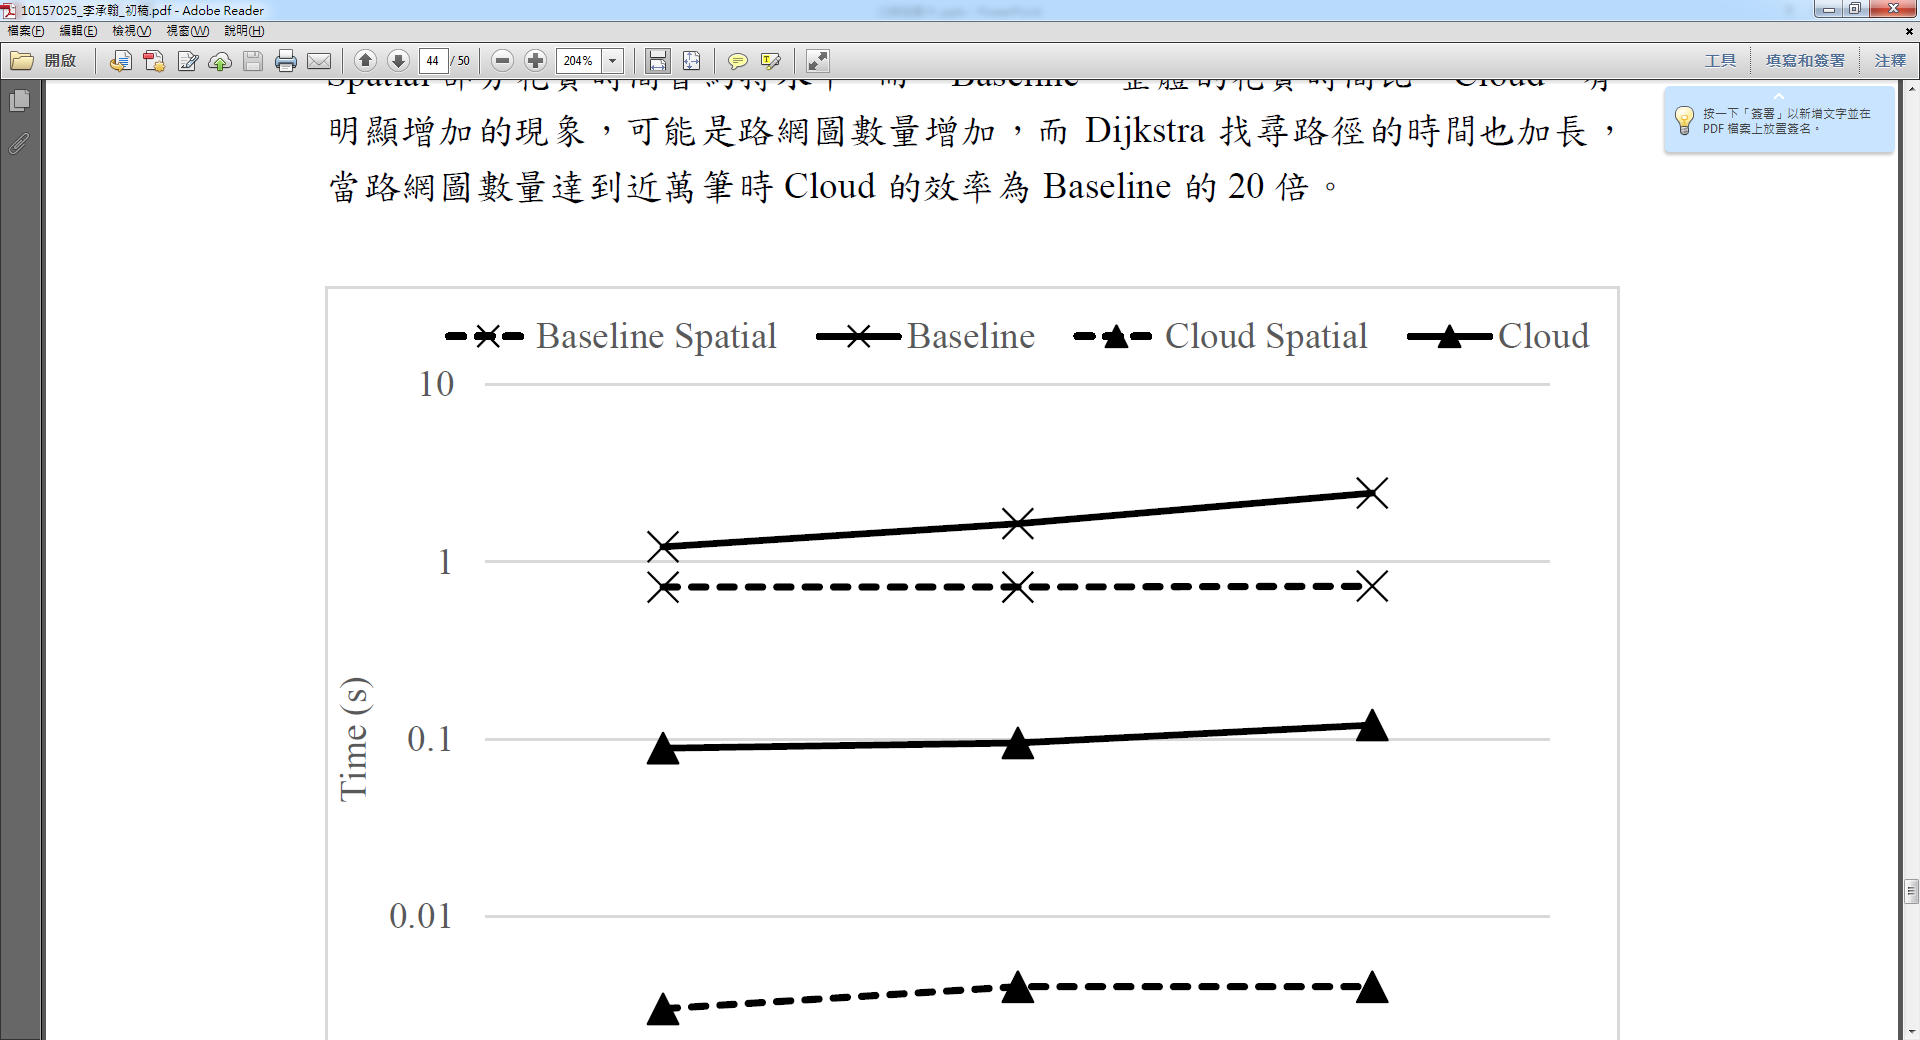 10157025_李承翰_初稿.pdf - Adobe Reader
檔案(F) 編輯(E) 檢視(V) 視窗(W) 說明(H)
開啟 44 / 50 204% 工具 填寫和簽署 注釋
按一下「簽署」以新增文字並在
PDF 檔案上放置簽名。
明顯增加的現象，可能是路網圖數量增加，而 Dijkstra 找尋路徑的時間也加長，
當路網圖數量達到近萬筆時 Cloud 的效率為 Baseline 的 20 倍。
Baseline Spatial Baseline Cloud Spatial Cloud
10
1
0.1
0.01
Time (s)